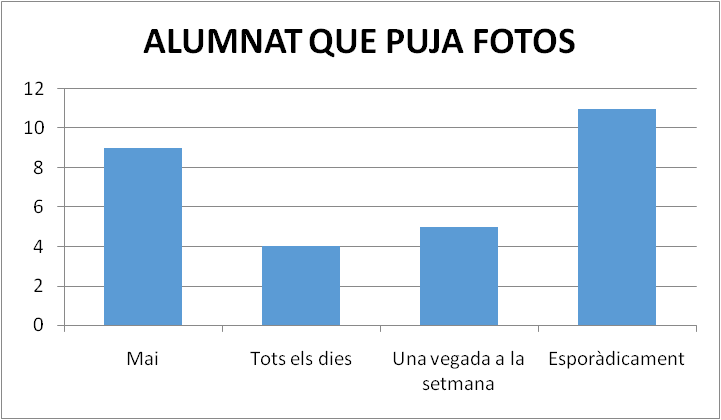 ALUMNAT QUE PUJA FOTOS
12
10
8
6
4
2
0
Mai
Tots els dies
Una vegada a la
setmana
Esporàdicament